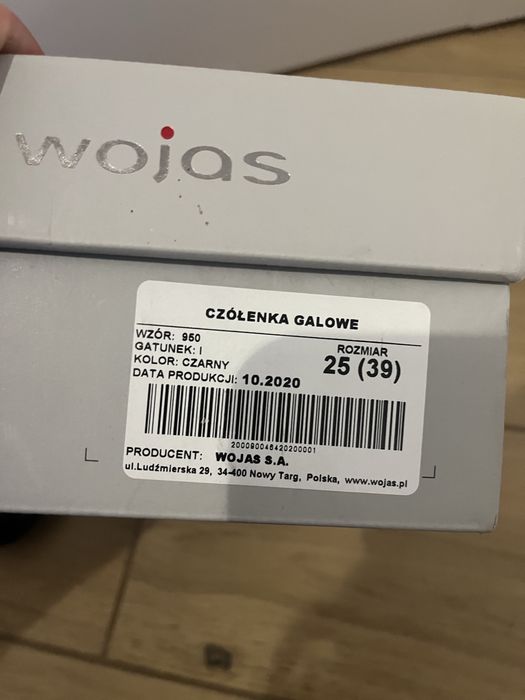 wojas
CZÓŁENKA GALOWE
WZÓR: 950
GATUNEK: I
KOLOR: CZARNY
DATA PRODUKCJI: 10.2020
ROZMIAR
25 (39)
200090046420200001
PRODUCENT: WOJAS S.A.
ul.Ludźmierska 29, 34-400 Nowy Targ, Polska, www.wojas.pl